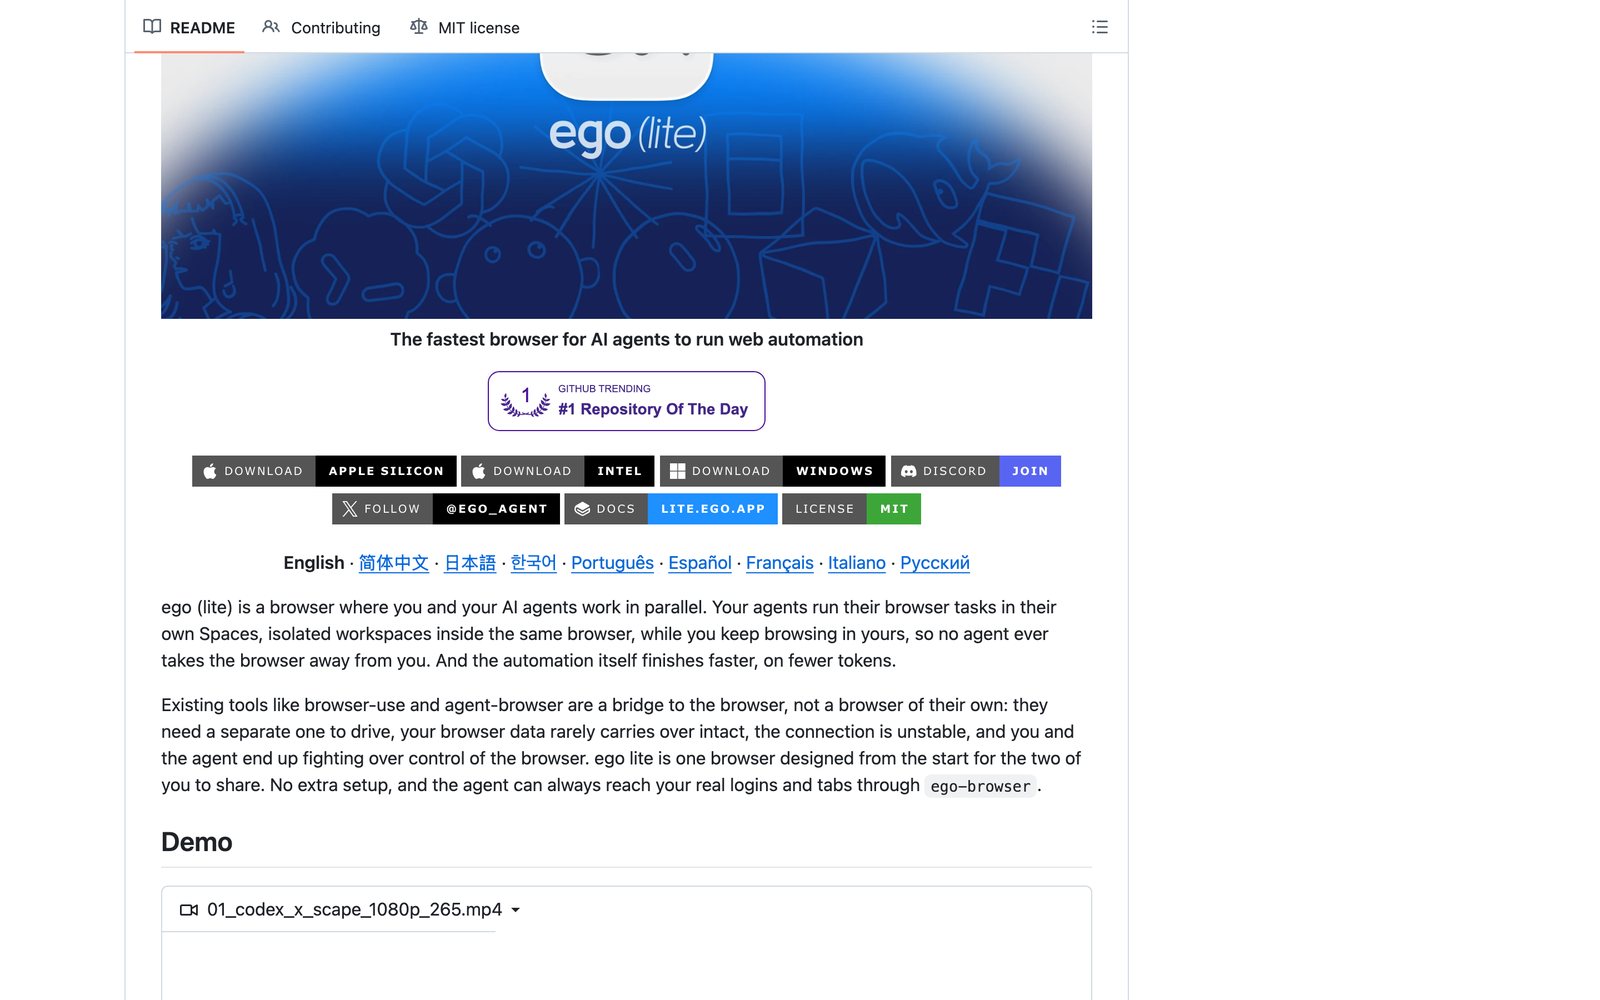 README Contributing MIT license
ego (lite)
The fastest browser for AI agents to run web automation
1 GITHUB TRENDING
#1 Repository Of The Day
DOWNLOAD APPLE SILICON DOWNLOAD INTEL DOWNLOAD WINDOWS DISCORD JOIN
FOLLOW @EGO_AGENT DOCS LITE.EGO.APP LICENSE MIT
English · 简体中文 · 日本語 · 한국어 · Português · Español · Français · Italiano · Русский
ego (lite) is a browser where you and your AI agents work in parallel. Your agents run their browser tasks in their
own Spaces, isolated workspaces inside the same browser, while you keep browsing in yours, so no agent ever
takes the browser away from you. And the automation itself finishes faster, on fewer tokens.
Existing tools like browser-use and agent-browser are a bridge to the browser, not a browser of their own: they
need a separate one to drive, your browser data rarely carries over intact, the connection is unstable, and you and
the agent end up fighting over control of the browser. ego lite is one browser designed from the start for the two of
you to share. No extra setup, and the agent can always reach your real logins and tabs through ego-browser.
Demo
01_codex_x_scape_1080p_265.mp4